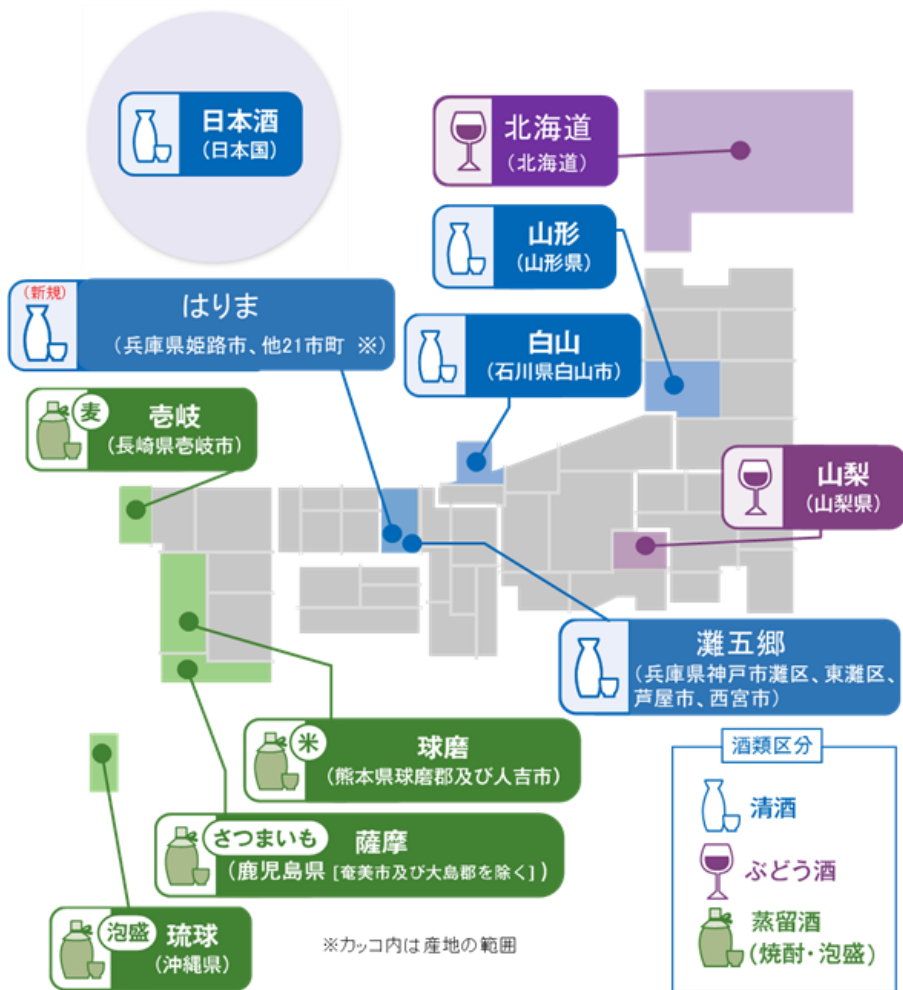 日本酒
(日本国)
北海道
(北海道)
山形
(山形県)
(新規)
はりま
(兵庫県姫路市、他21市町 ※)
白山
(石川県白山市)
麦
壱岐
(長崎県壱岐市)
山梨
(山梨県)
灘五郷
(兵庫県神戸市灘区、東灘区、
芦屋市、西宮市)
米
球磨
(熊本県球磨郡及び人吉市)
さつまいも
薩摩
(鹿児島県 [奄美市及び大島郡を除く] )
泡盛
琉球
(沖縄県)
※カッコ内は産地の範囲
酒類区分
清酒
ぶどう酒
蒸留酒
(焼酎・泡盛)